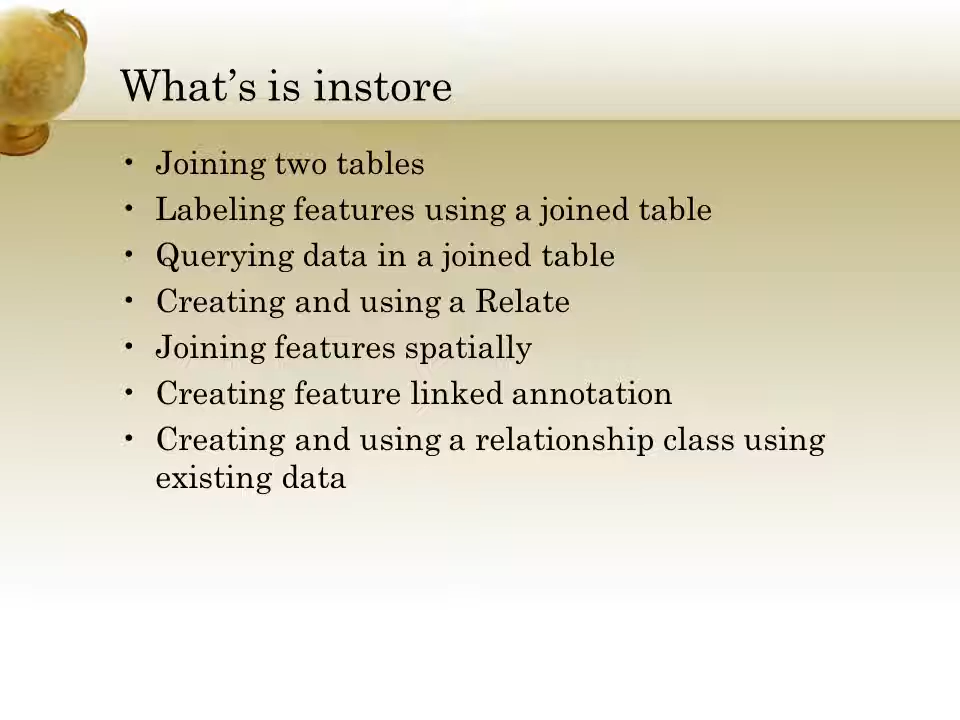 What’s is instore
• Joining two tables
• Labeling features using a joined table
• Querying data in a joined table
• Creating and using a Relate
• Joining features spatially
• Creating feature linked annotation
• Creating and using a relationship class using
existing data